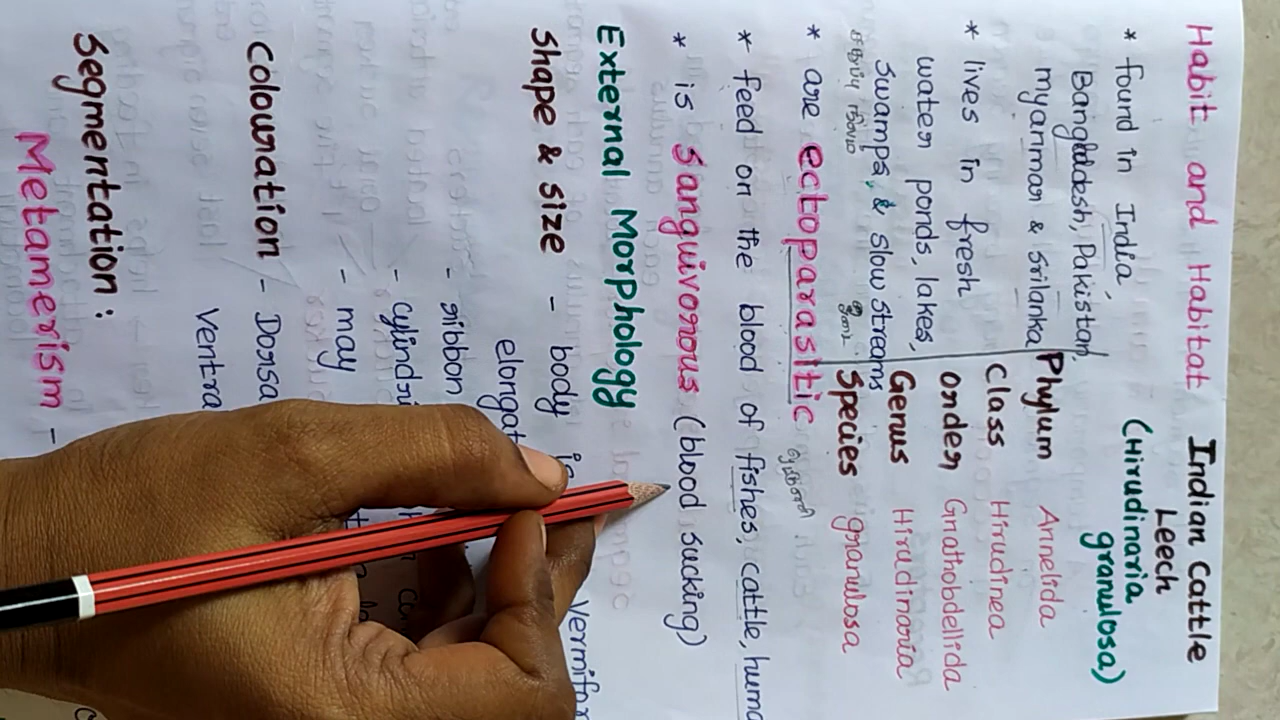 Indian Cattle
Leech
(Hirudinaria
granulosa)
Habit and Habitat
* found in India,
Bangladesh, Pakistan,
myanmar & srilanka
* lives in fresh
water ponds, lakes,
swamps, & slow streams
Phylum Annelida
Class Hirudinea
Order Gnathobdellida
Genus Hirudinaria
Species granulosa
* are ectoparasitic
* feed on the blood of fishes, cattle, huma
* is Sanguivorous (blood sucking)
External Morphology
Shape & size - body is Vermifor
elongat
- ribbon
- cylindri
- may
Colouration - Dorsa
Ventra
Segmentation :
Metamerism -